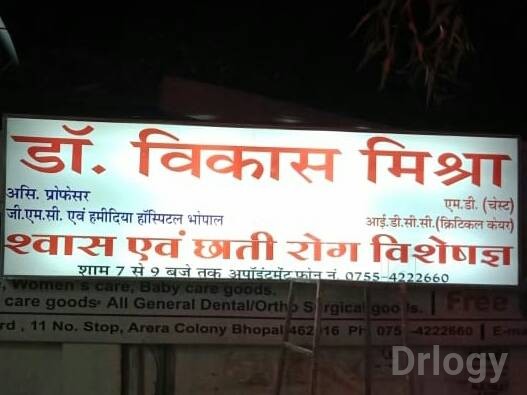 डॉ. विकास मिश्रा
असि. प्रोफेसर
जी.एम.सी. एवं हमीदिया हॉस्पिटल भोपाल
एम.डी. (चेस्ट)
आई.डी.सी.सी.(क्रिटिकल केयर)
श्वास एवं छाती रोग विशेषज्ञ
शाम 7 से 9 बजे तक अपॉइंटमेंट फोन नं. 0755-4222660
Women's care, Baby care goods.
care goods All General Dental/Ortho Surgical goods. | Free
11 No. Stop, Arera Colony Bhopal 462016 Ph 0755-4222660 | E-ma
Drlogy